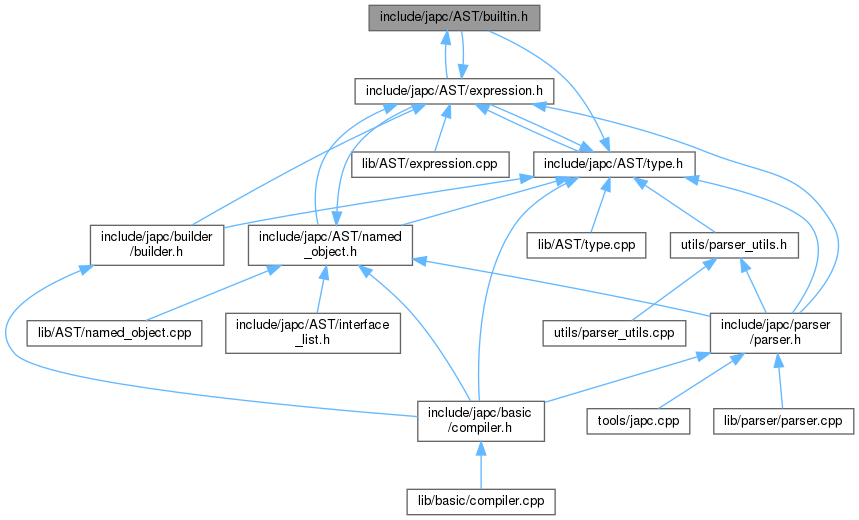 include/japc/AST/builtin.h
include/japc/AST/expression.h
lib/AST/expression.cpp
include/japc/AST/type.h
include/japc/builder
/builder.h
include/japc/AST/named
_object.h
lib/AST/type.cpp
utils/parser_utils.h
lib/AST/named_object.cpp
include/japc/AST/interface
_list.h
utils/parser_utils.cpp
include/japc/parser
/parser.h
include/japc/basic
/compiler.h
tools/japc.cpp
lib/parser/parser.cpp
lib/basic/compiler.cpp